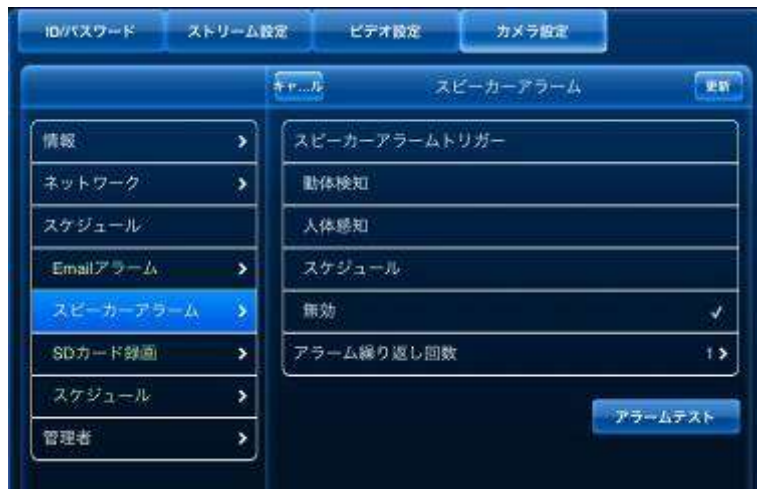 ID/パスワード
ストリーム設定
ビデオ設定
カメラ設定
キャ...ル
スピーカーアラーム
更新
情報
ネットワーク
スケジュール
Emailアラーム
スピーカーアラーム
SDカード録画
スケジュール
管理者
スピーカーアラームトリガー
動体検知
人体感知
スケジュール
無効
アラーム繰り返し回数 1
アラームテスト